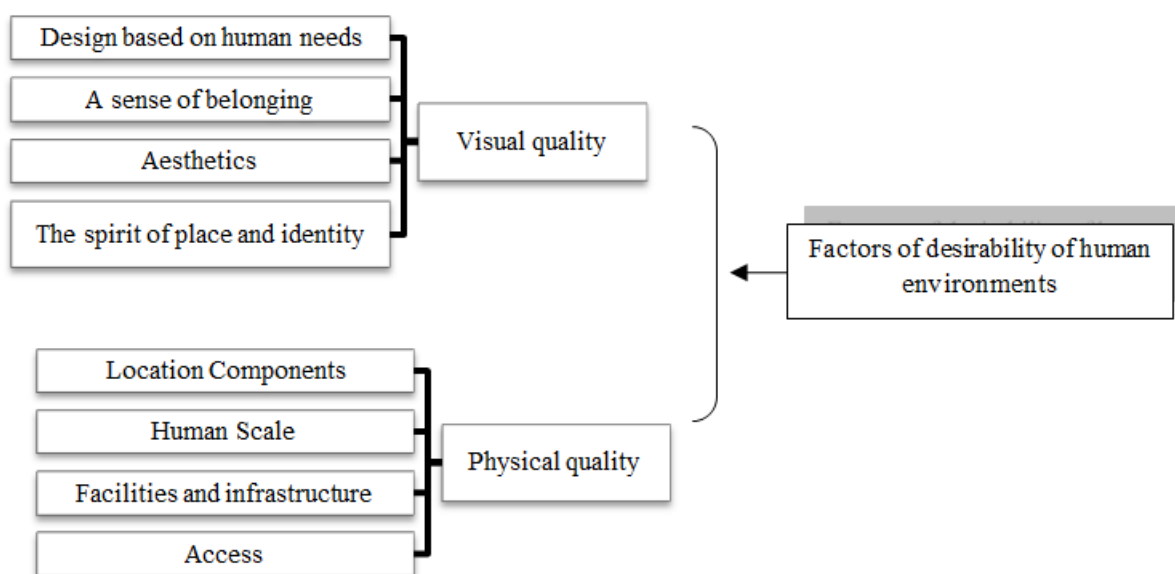 Design based on human needs
A sense of belonging
Aesthetics
The spirit of place and identity
Visual quality
Factors of desirability of human
environments
Location Components
Human Scale
Facilities and infrastructure
Access
Physical quality